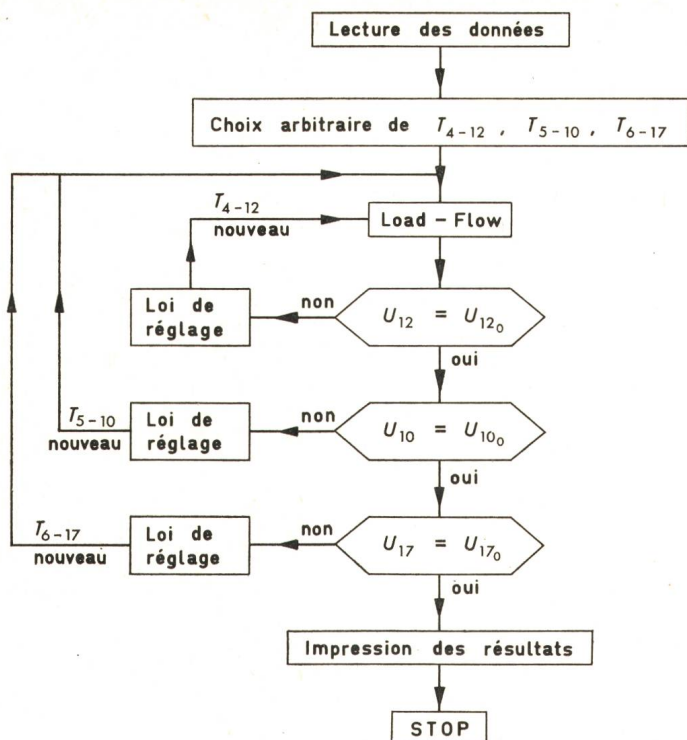 Lecture des données
Choix arbitraire de T4-12 , T5-10 , T6-17
T4-12
nouveau
Load - Flow
Loi de
réglage
non
U12 = U120
oui
T5-10
nouveau
Loi de
réglage
non
U10 = U100
oui
T6-17
nouveau
Loi de
réglage
non
U17 = U170
oui
Impression des résultats
STOP